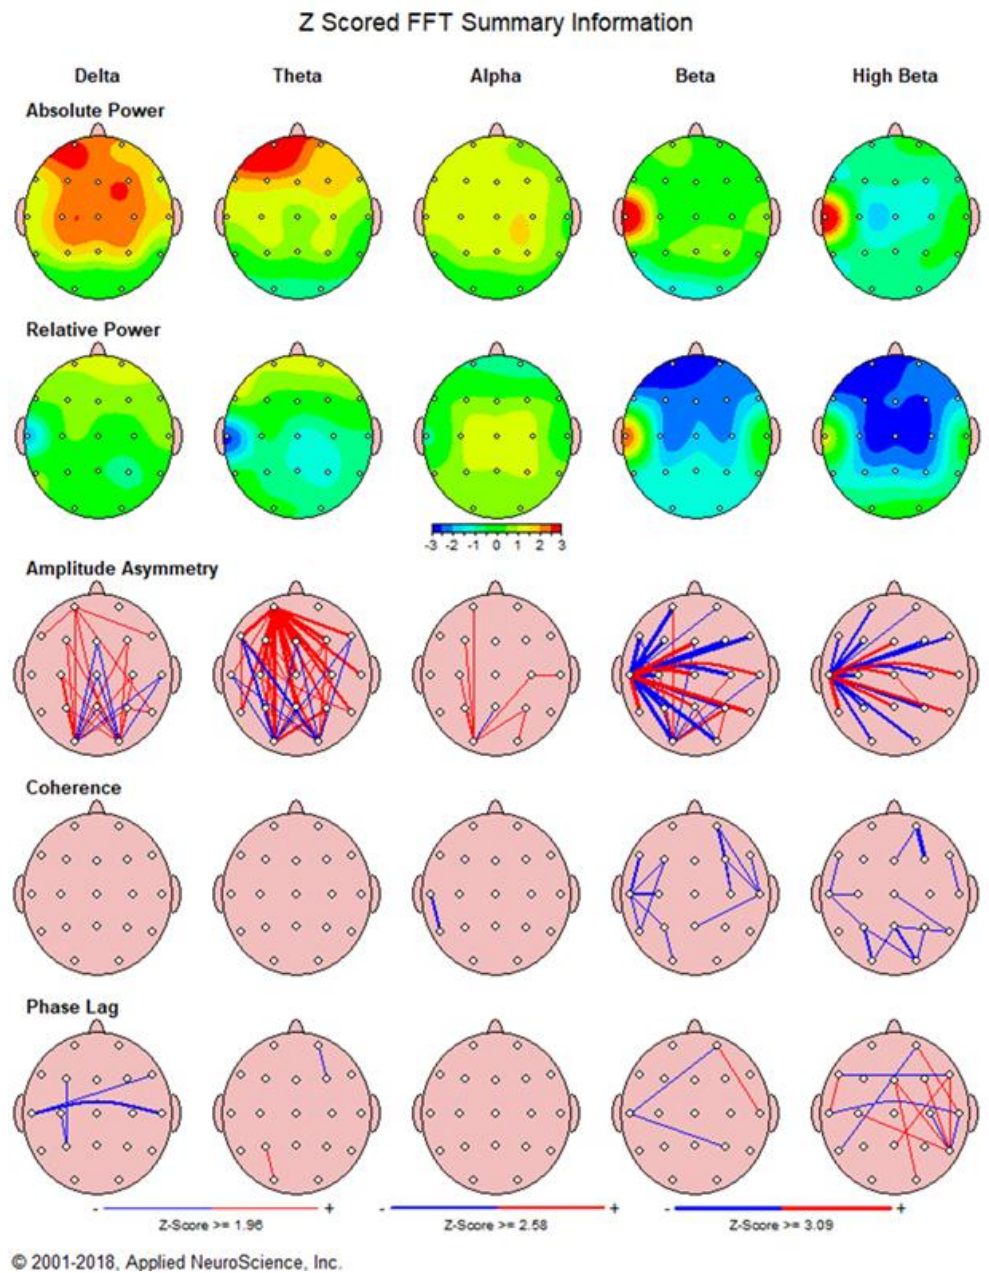 Z Scored FFT Summary Information
Delta Theta Alpha Beta High Beta
Absolute Power
Relative Power
-3 -2 -1 0 1 2 3
Amplitude Asymmetry
Coherence
Phase Lag
- + - + - +
Z-Score >= 1.96 Z-Score >= 2.58 Z-Score >= 3.09
© 2001-2018, Applied NeuroScience, Inc.